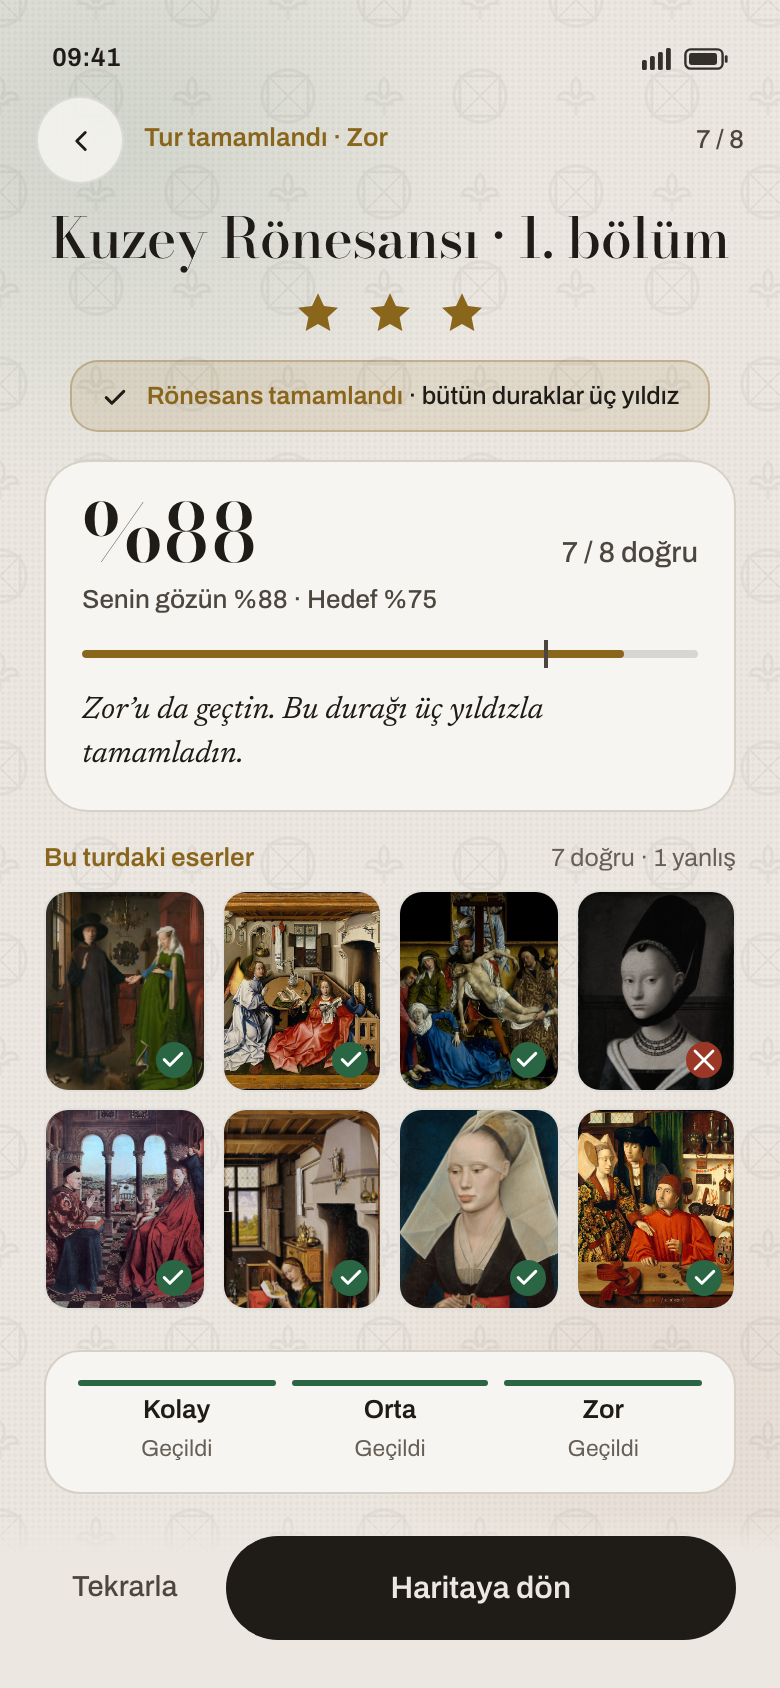 09:41
Tur tamamlandı · Zor
7 / 8
Kuzey Rönesansı · 1. bölüm
Rönesans tamamlandı · bütün duraklar üç yıldız
%88
7 / 8 doğru
Senin gözün %88 · Hedef %75
Zor’u da geçtin. Bu durağı üç yıldızla
tamamladın.
Bu turdaki eserler
7 doğru · 1 yanlış
Kolay
Orta
Zor
Geçildi
Geçildi
Geçildi
Tekrarla
Haritaya dön